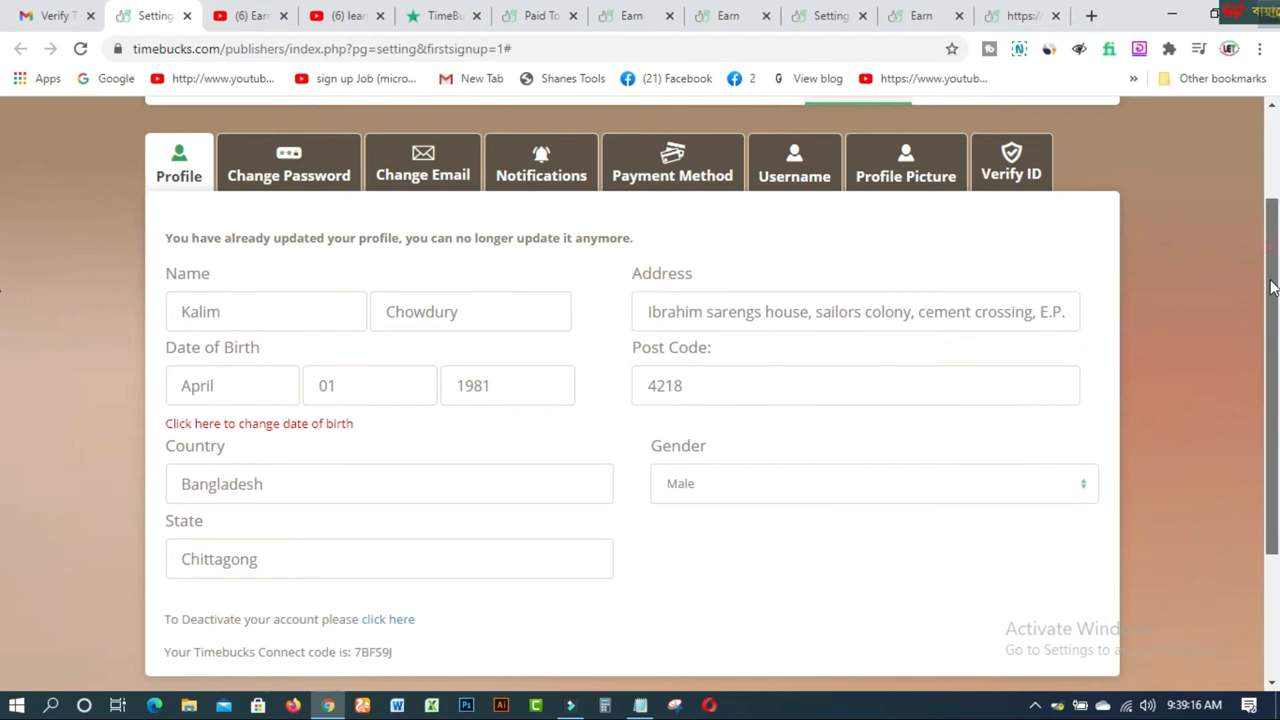 Verify T
Setting
(6) Earn
(6) lear
TimeBu
Paid
Earn
Earn
Setting
Earn
https:/
timebucks.com/publishers/index.php?pg=setting&firstsignup=1#
Apps
Google
http://www.youtub...
sign up Job (micro...
New Tab
Shanes Tools
(21) Facebook
2
View blog
https://www.youtub...
Other bookmarks
Profile
Change Password
Change Email
Notifications
Payment Method
Username
Profile Picture
Verify ID
You have already updated your profile, you can no longer update it anymore.
Name
Address
Kalim
Chowdury
Ibrahim sarengs house, sailors colony, cement crossing, E.P.
Date of Birth
Post Code:
April
01
1981
4218
Click here to change date of birth
Country
Gender
Bangladesh
Male
State
Chittagong
To Deactivate your account please click here
Your Timebucks Connect code is: 7BFS9J
Activate Wind
Go to Settings to a
9:39:16 AM